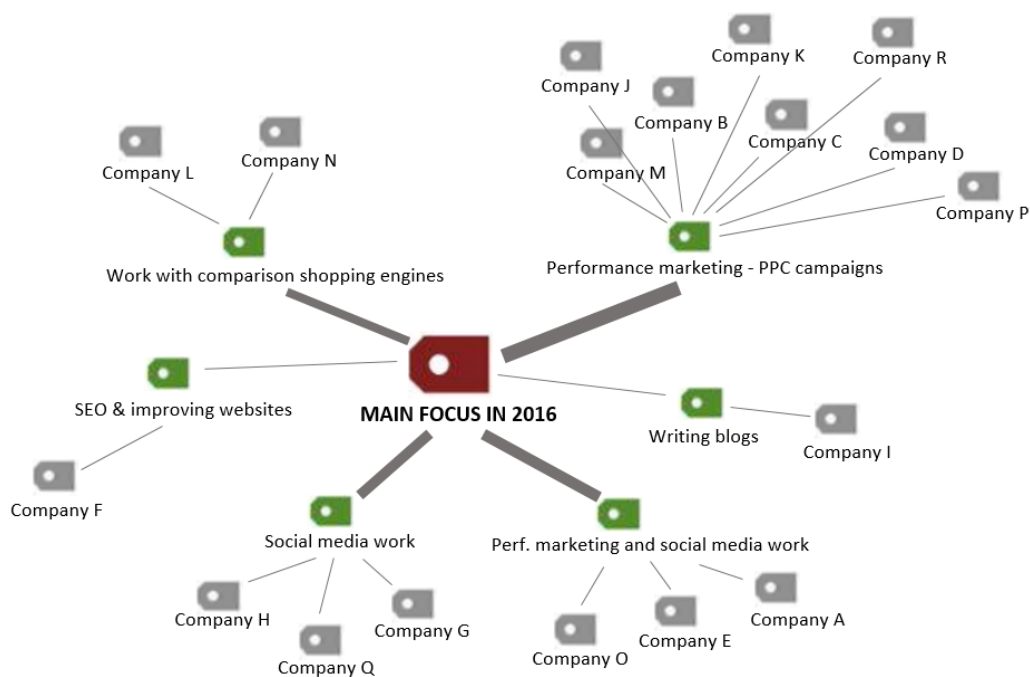 Company K
Company R
Company J
Company B
Company C
Company D
Company N
Company L
Company M
Company P
Work with comparison shopping engines
Performance marketing - PPC campaigns
SEO & improving websites
MAIN FOCUS IN 2016
Writing blogs
Company I
Company F
Social media work
Perf. marketing and social media work
Company H
Company G
Company A
Company Q
Company O
Company E